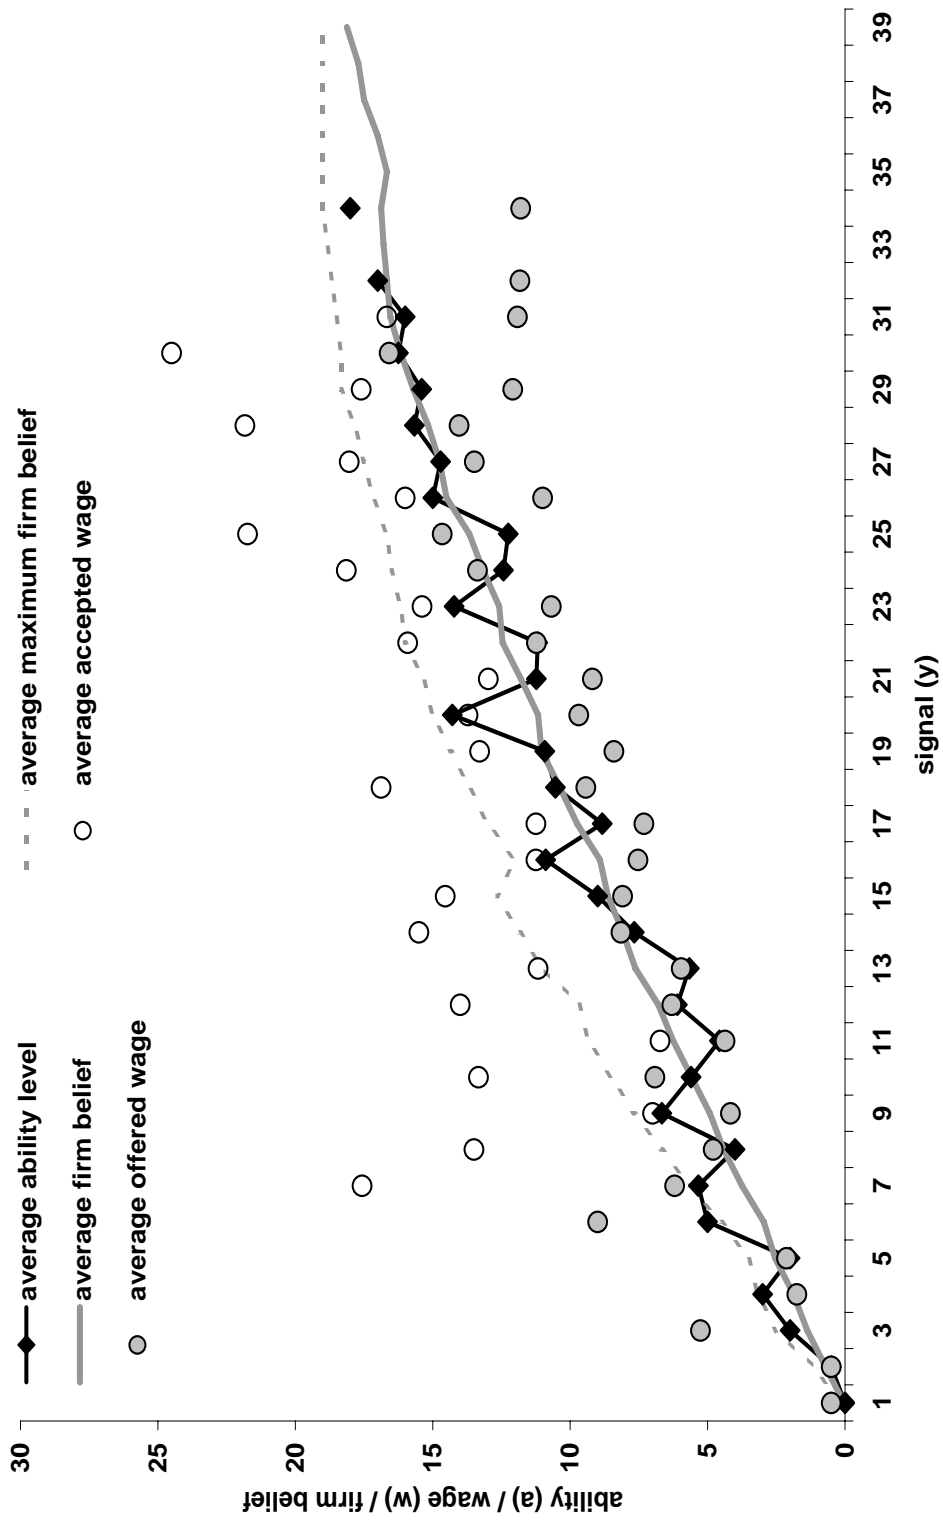 average ability level
average maximum firm belief
average firm belief
average accepted wage
average offered wage
30
25
20
15
10
5
0
ability (a) / wage (w) / firm belief
1 3 5 7 9 11 13 15 17 19 21 23 25 27 29 31 33 35 37 39
signal (y)